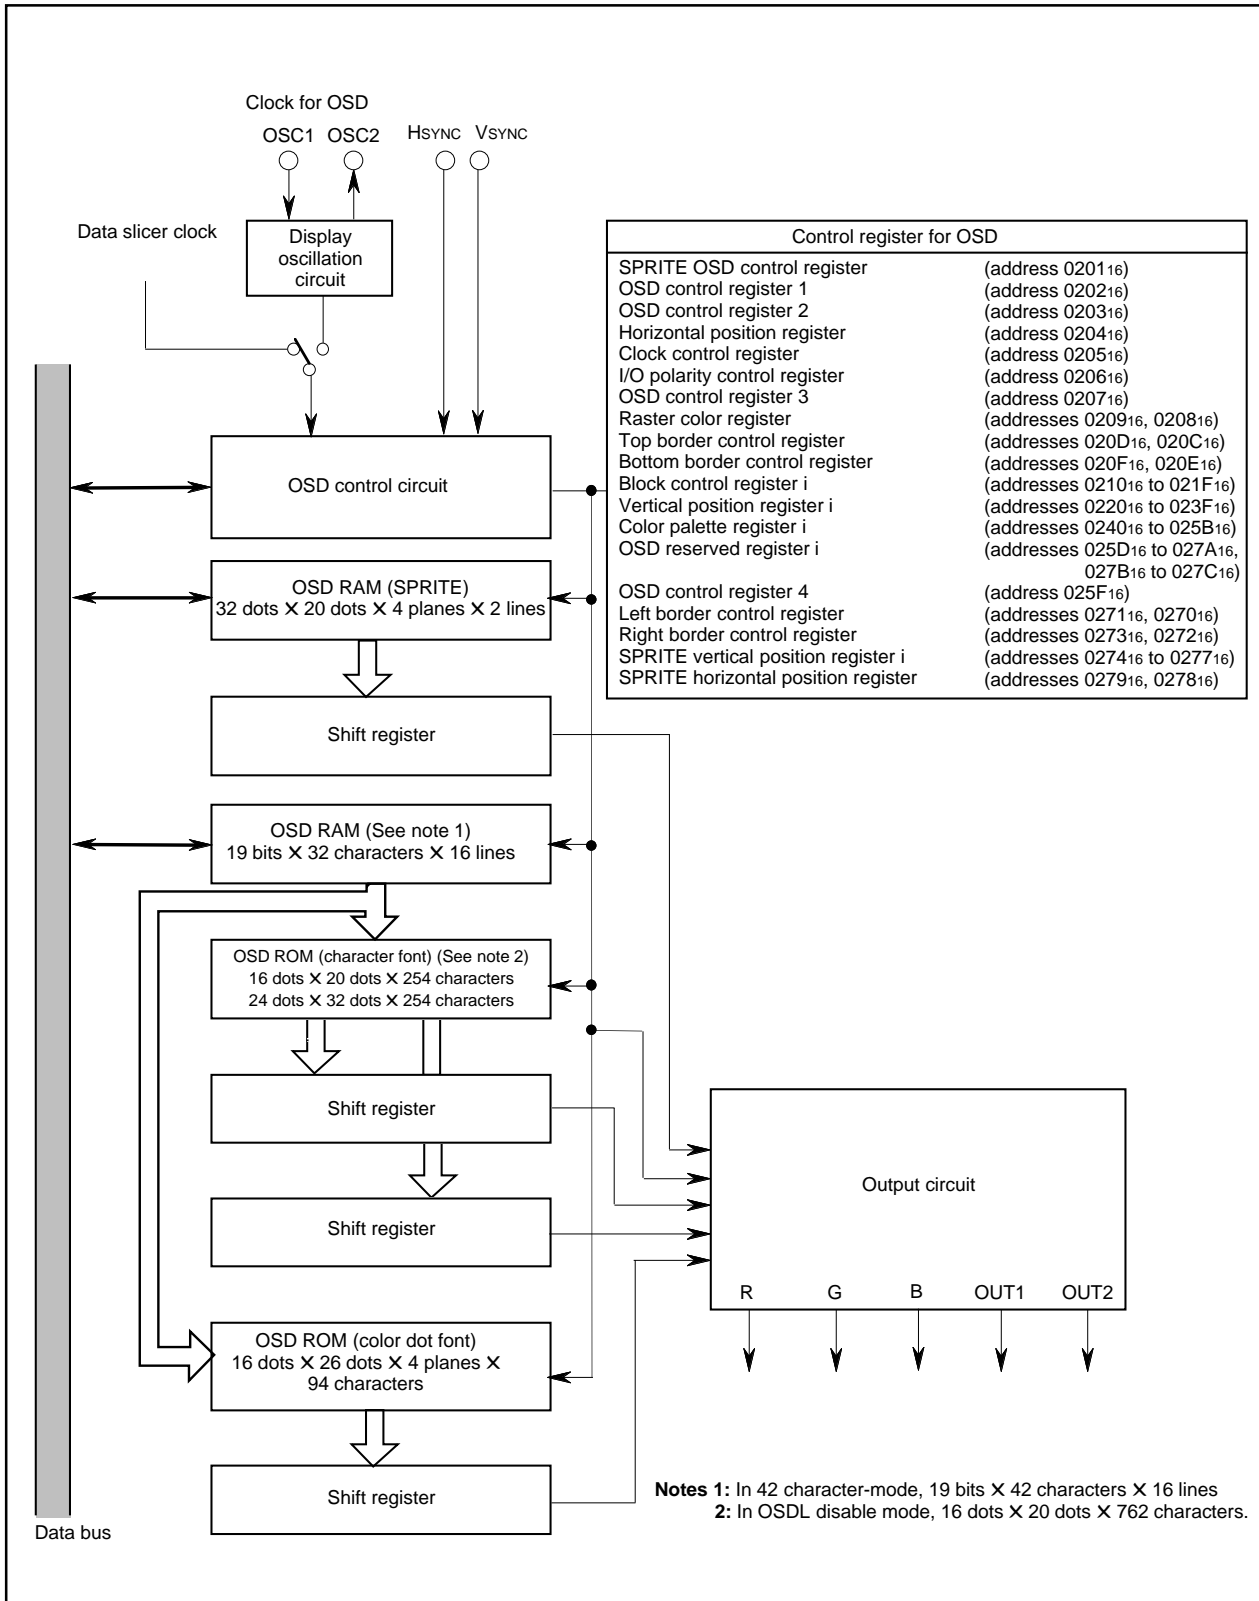 Clock for OSD
OSC1 OSC2 HSYNC VSYNC
Data slicer clock
Display
oscillation
circuit
Control register for OSD
SPRITE OSD control register (address 0201₁₆)
OSD control register 1 (address 0202₁₆)
OSD control register 2 (address 0203₁₆)
Horizontal position register (address 0204₁₆)
Clock control register (address 0205₁₆)
I/O polarity control register (address 0206₁₆)
OSD control register 3 (address 0207₁₆)
Raster color register (addresses 0209₁₆, 0208₁₆)
Top border control register (addresses 020D₁₆, 020C₁₆)
Bottom border control register (addresses 020F₁₆, 020E₁₆)
Block control register i (addresses 0210₁₆ to 021F₁₆)
Vertical position register i (addresses 0220₁₆ to 023F₁₆)
Color palette register i (addresses 0240₁₆ to 025B₁₆)
OSD reserved register i (addresses 025D₁₆ to 027A₁₆,
027B₁₆ to 027C₁₆)
OSD control register 4 (address 025F₁₆)
Left border control register (addresses 0271₁₆, 0270₁₆)
Right border control register (addresses 0273₁₆, 0272₁₆)
SPRITE vertical position register i (addresses 0274₁₆ to 0277₁₆)
SPRITE horizontal position register (addresses 0279₁₆, 0278₁₆)
OSD control circuit
OSD RAM (SPRITE)
32 dots ✕ 20 dots ✕ 4 planes ✕ 2 lines
Shift register
OSD RAM (See note 1)
19 bits ✕ 32 characters ✕ 16 lines
OSD ROM (character font) (See note 2)
16 dots ✕ 20 dots ✕ 254 characters
24 dots ✕ 32 dots ✕ 254 characters
Shift register
Shift register
Output circuit
R G B OUT1 OUT2
OSD ROM (color dot font)
16 dots ✕ 26 dots ✕ 4 planes ✕
94 characters
Shift register
Data bus
Notes 1: In 42 character-mode, 19 bits ✕ 42 characters ✕ 16 lines
2: In OSDL disable mode, 16 dots ✕ 20 dots ✕ 762 characters.